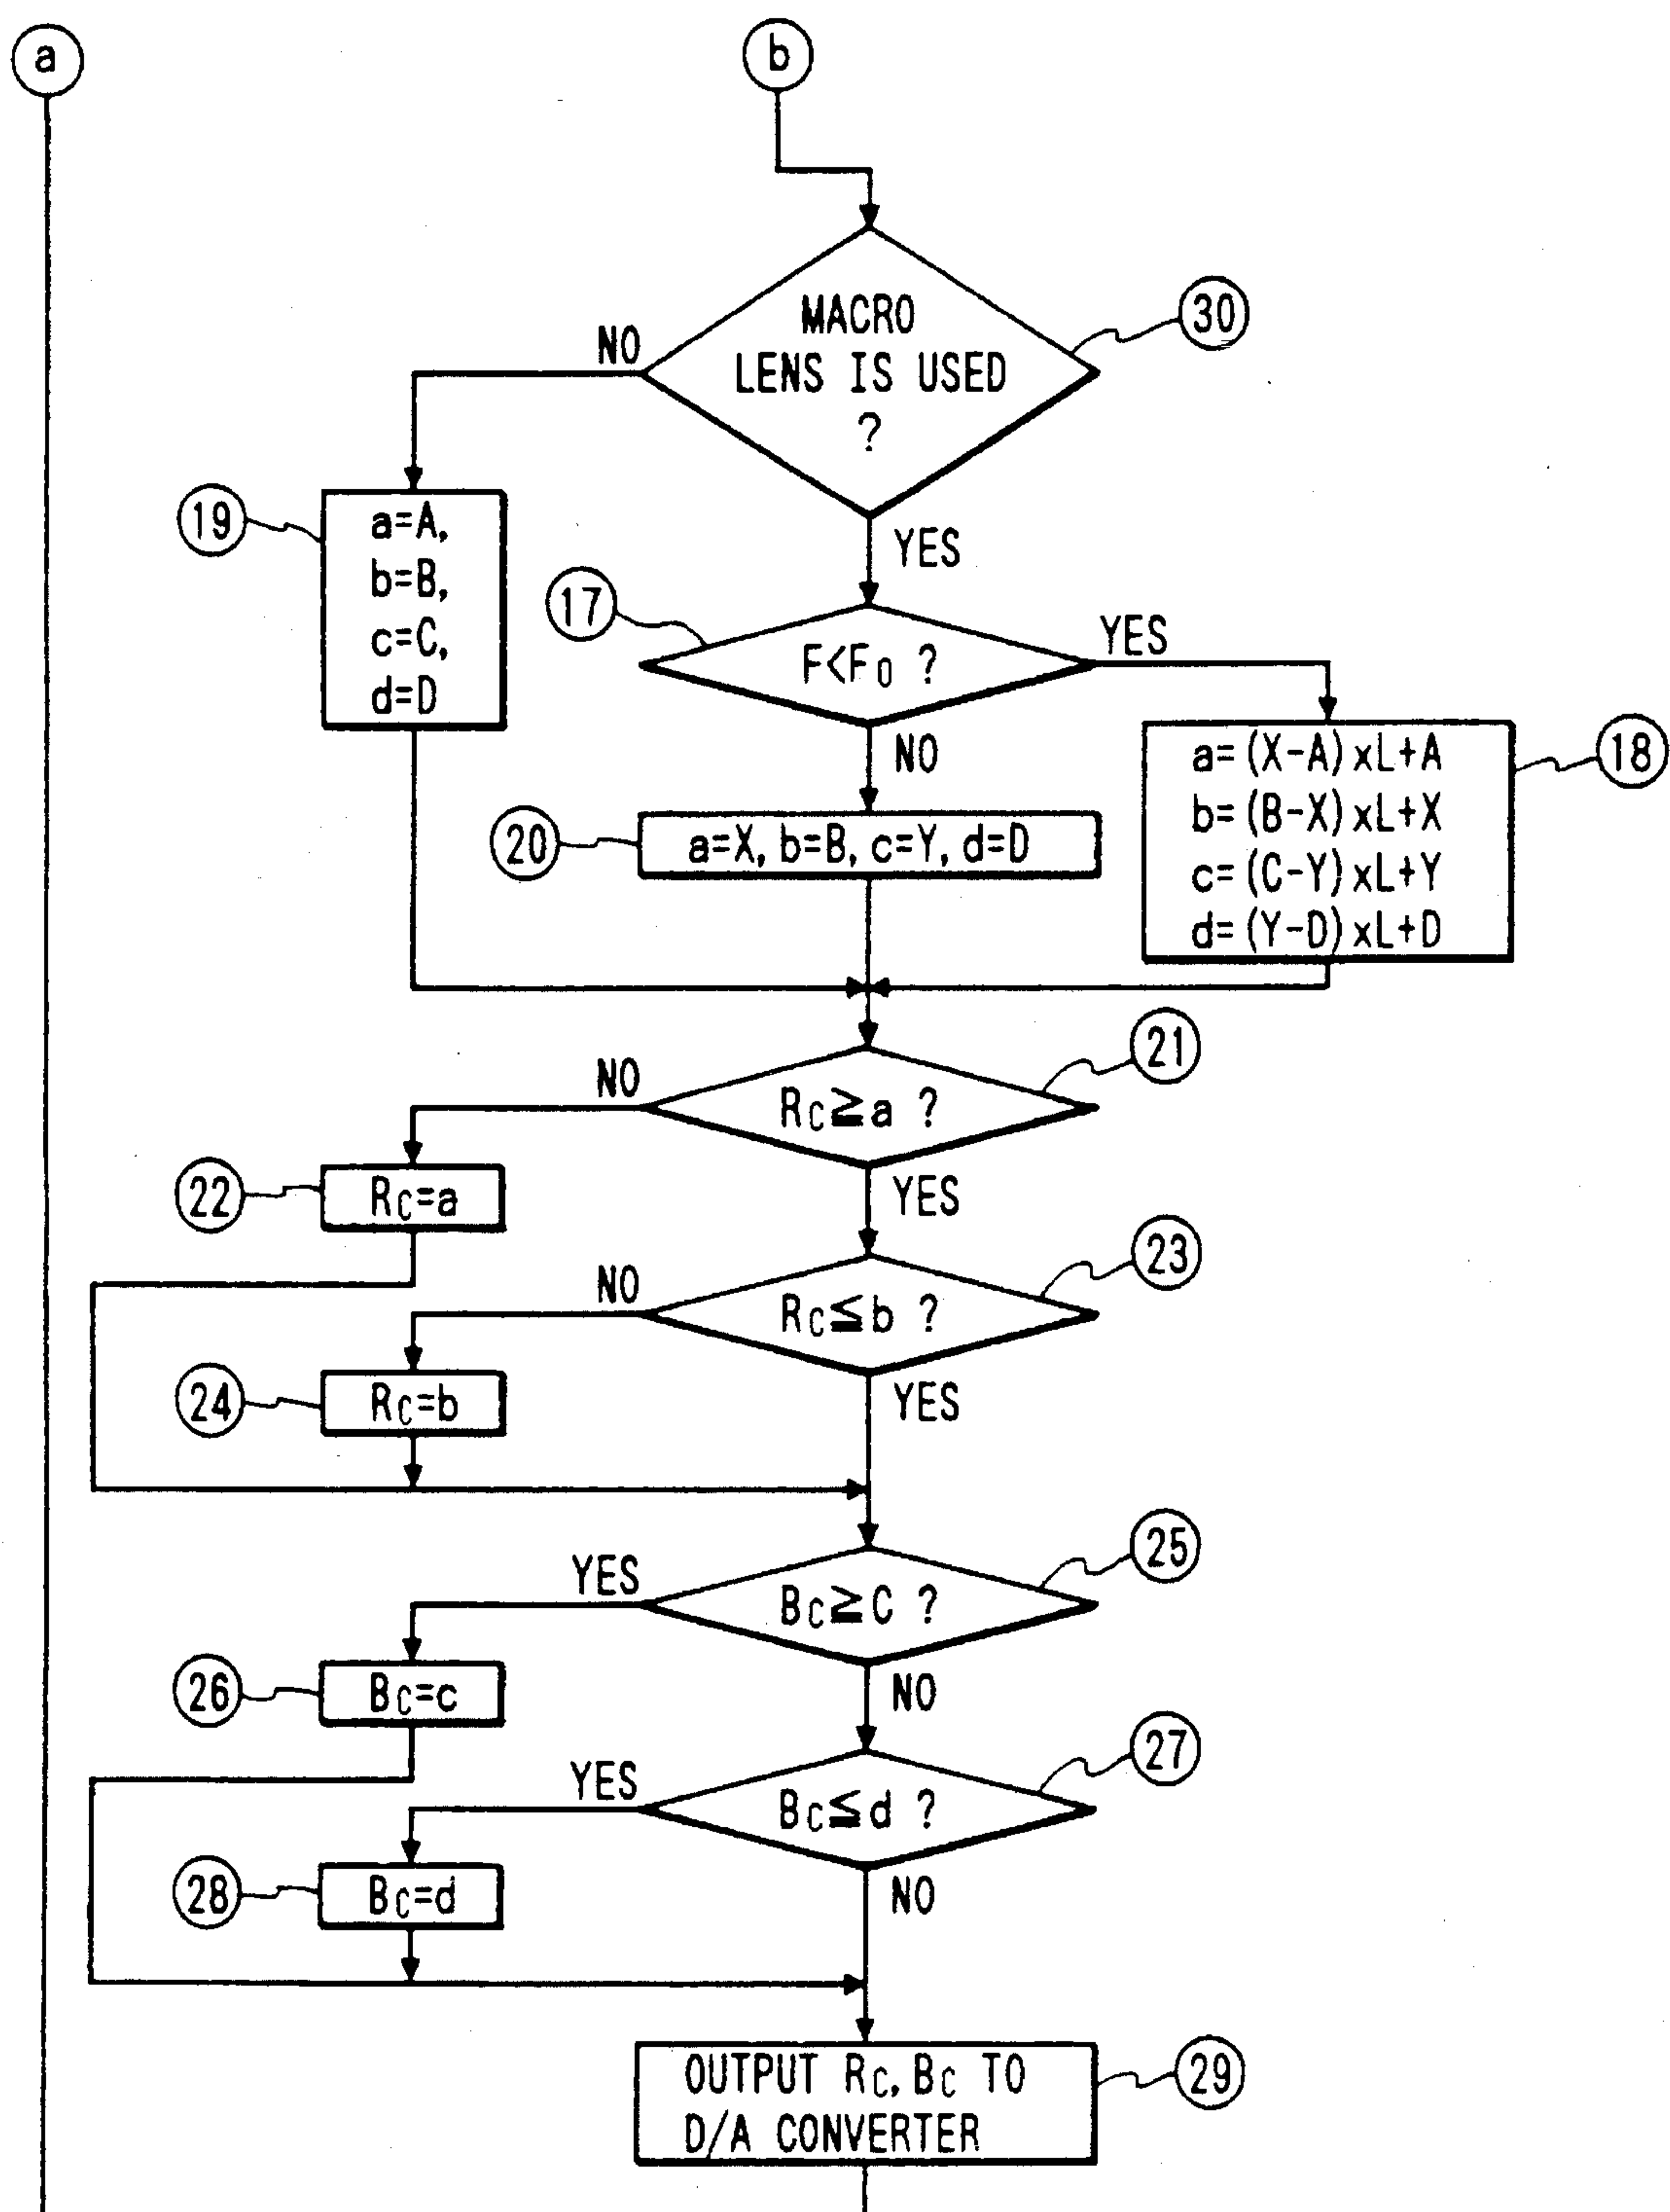 a
b
MACRO
LENS IS USED
?
30
NO
YES
19
a=A,
b=B,
c=C,
d=D
17
F<F0 ?
YES
NO
18
a=(X-A)xL+A
b=(B-X)xL+X
c=(C-Y)xL+Y
d=(Y-D)xL+D
20
a=X, b=B, c=Y, d=D
21
RC≧a ?
NO
YES
22
RC=a
23
RC≦b ?
NO
YES
24
RC=b
25
BC≧C ?
YES
NO
26
BC=c
27
BC≦d ?
YES
NO
28
BC=d
29
OUTPUT RC, BC TO
D/A CONVERTER